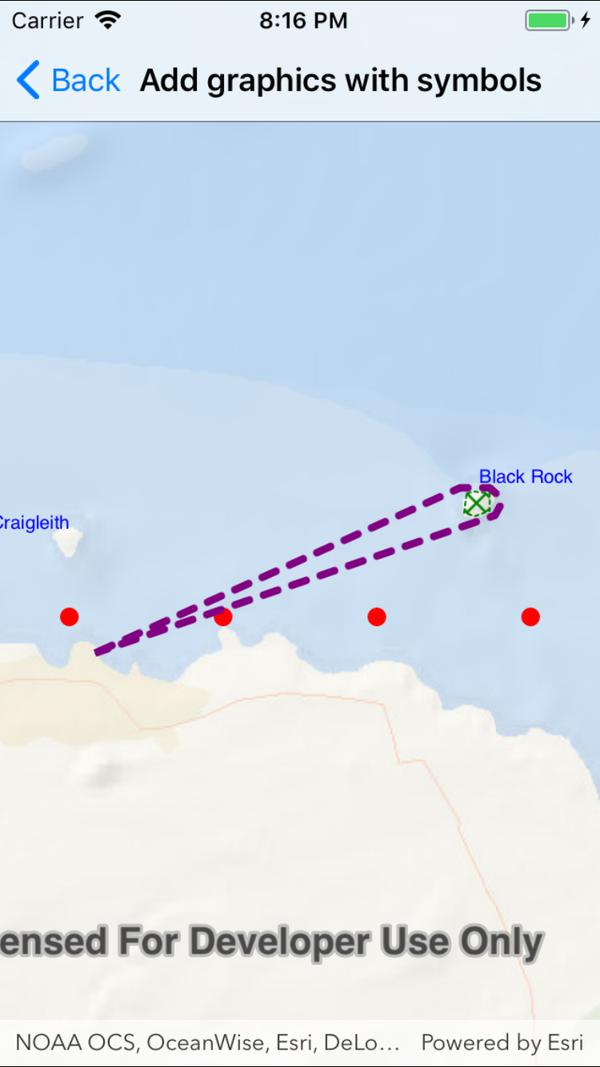 Carrier 8:16 PM
Back Add graphics with symbols
Black Rock
Craigleith
ensed For Developer Use Only
NOAA OCS, OceanWise, Esri, DeLo... Powered by Esri